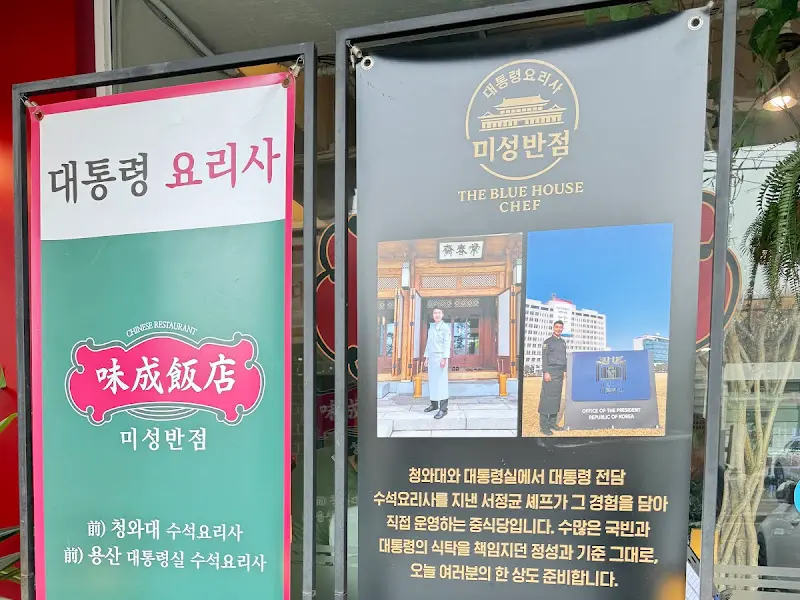 대통령 요리사
CHINESE RESTAURANT
味成飯店
미성반점
前) 청와대 수석요리사
前) 용산 대통령실 수석요리사
대통령요리사
미성반점
THE BLUE HOUSE
CHEF
齋春常
OFFICE OF THE PRESIDENT
REPUBLIC OF KOREA
청와대와 대통령실에서 대통령 전담
수석요리사를 지낸 서정균 셰프가 그 경험을 담아
직접 운영하는 중식당입니다. 수많은 국빈과
대통령의 식탁을 책임지던 정성과 기준 그대로,
오늘 여러분의 한 상도 준비합니다.